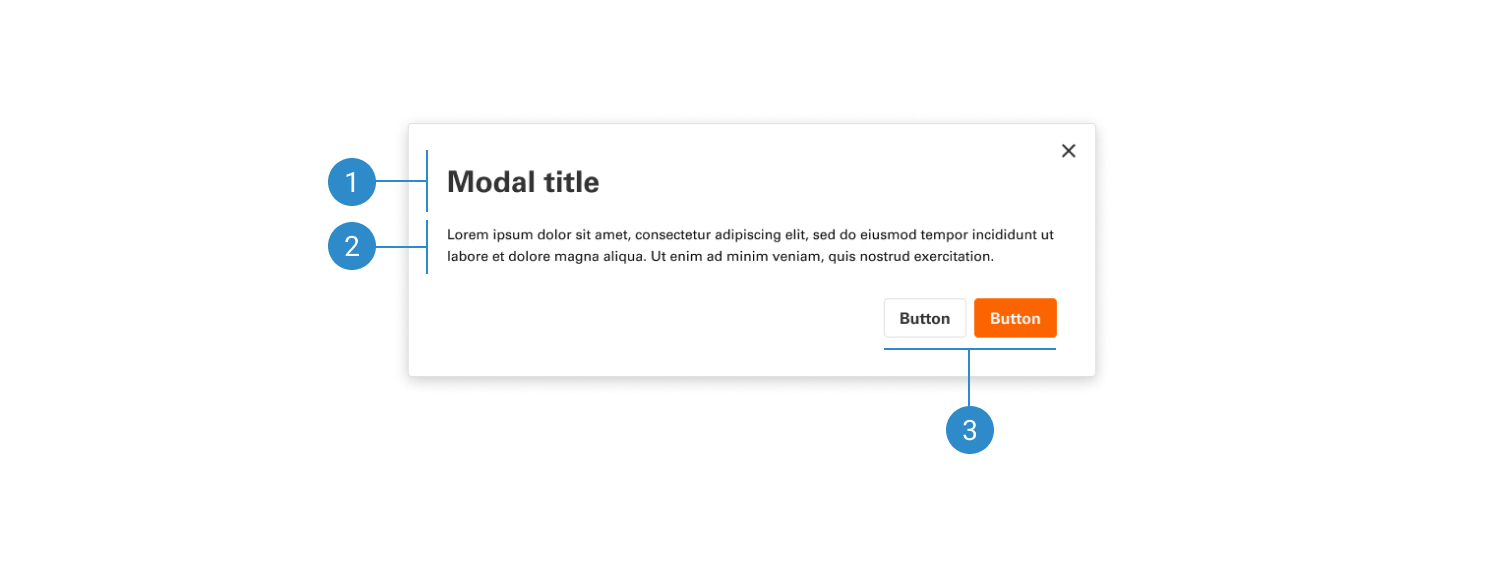 1
Modal title
2
Lorem ipsum dolor sit amet, consectetur adipiscing elit, sed do eiusmod tempor incididunt ut
labore et dolore magna aliqua. Ut enim ad minim veniam, quis nostrud exercitation.
Button Button
3